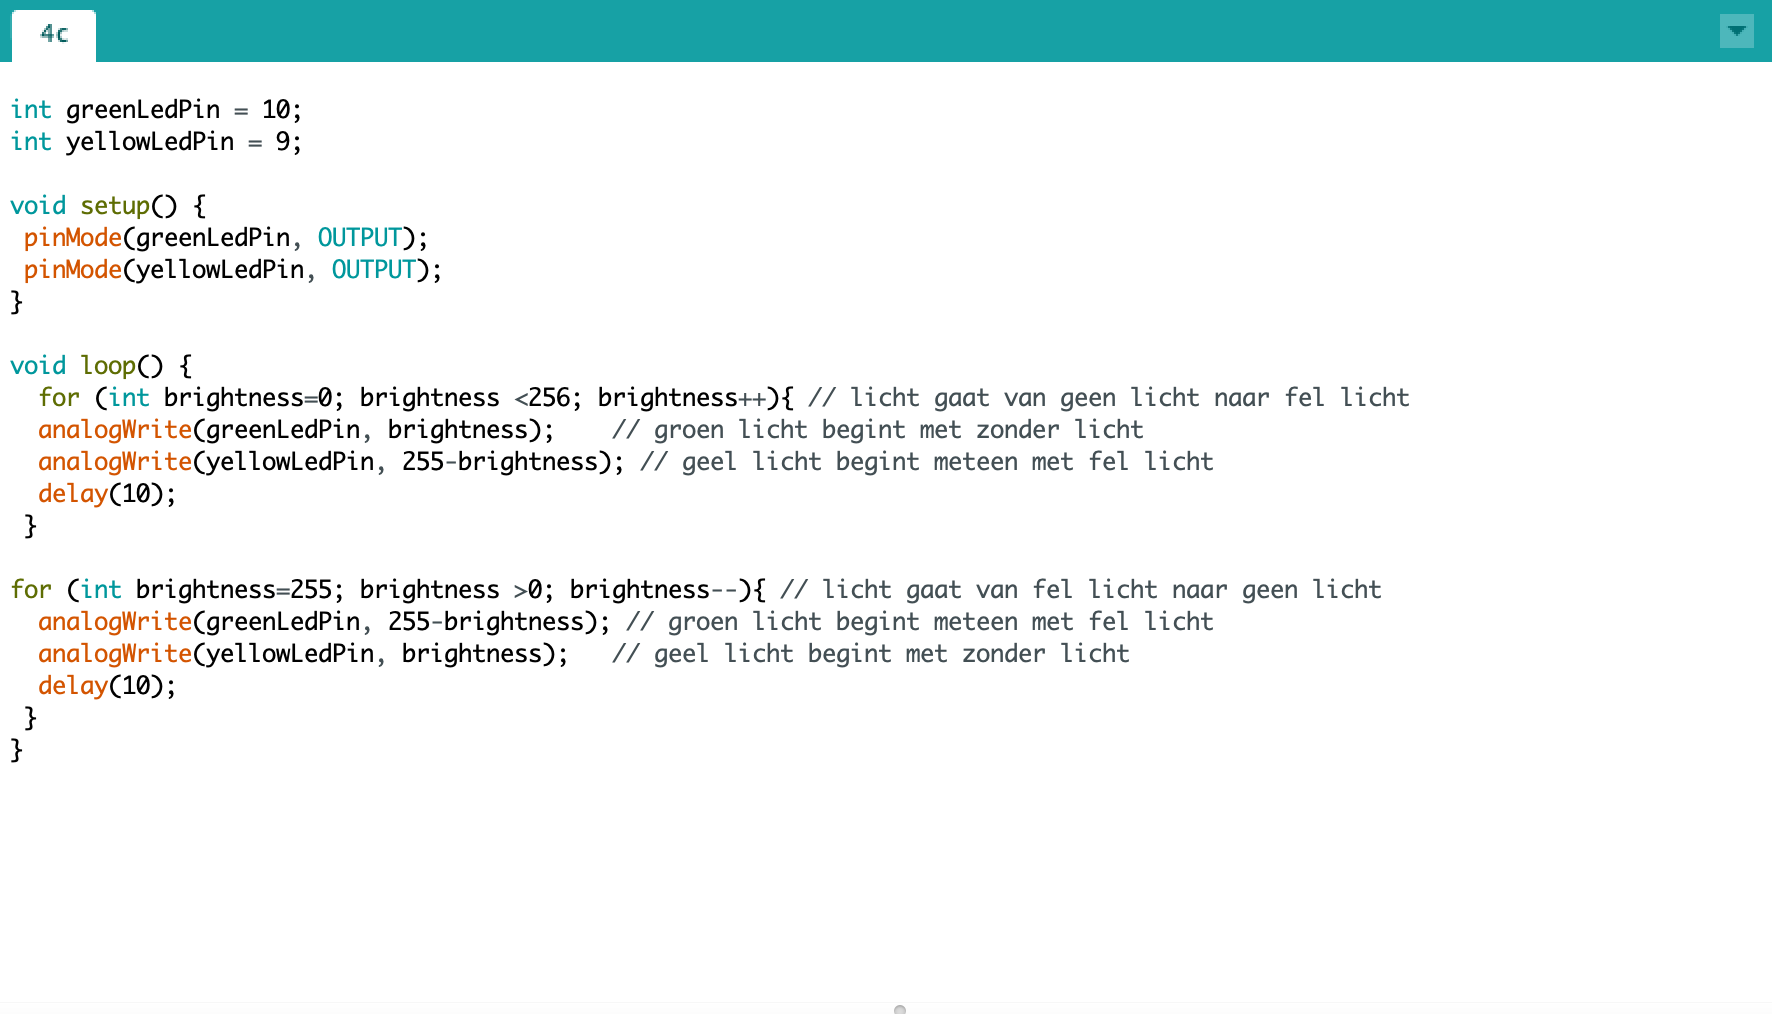 4c
int greenLedPin = 10;
int yellowLedPin = 9;
void setup() {
pinMode(greenLedPin, OUTPUT);
pinMode(yellowLedPin, OUTPUT);
}
void loop() {
for (int brightness=0; brightness <256; brightness++){ // licht gaat van geen licht naar fel licht
analogWrite(greenLedPin, brightness); // groen licht begint met zonder licht
analogWrite(yellowLedPin, 255-brightness); // geel licht begint meteen met fel licht
delay(10);
}
for (int brightness=255; brightness >0; brightness--){ // licht gaat van fel licht naar geen licht
analogWrite(greenLedPin, 255-brightness); // groen licht begint meteen met fel licht
analogWrite(yellowLedPin, brightness); // geel licht begint met zonder licht
delay(10);
}
}